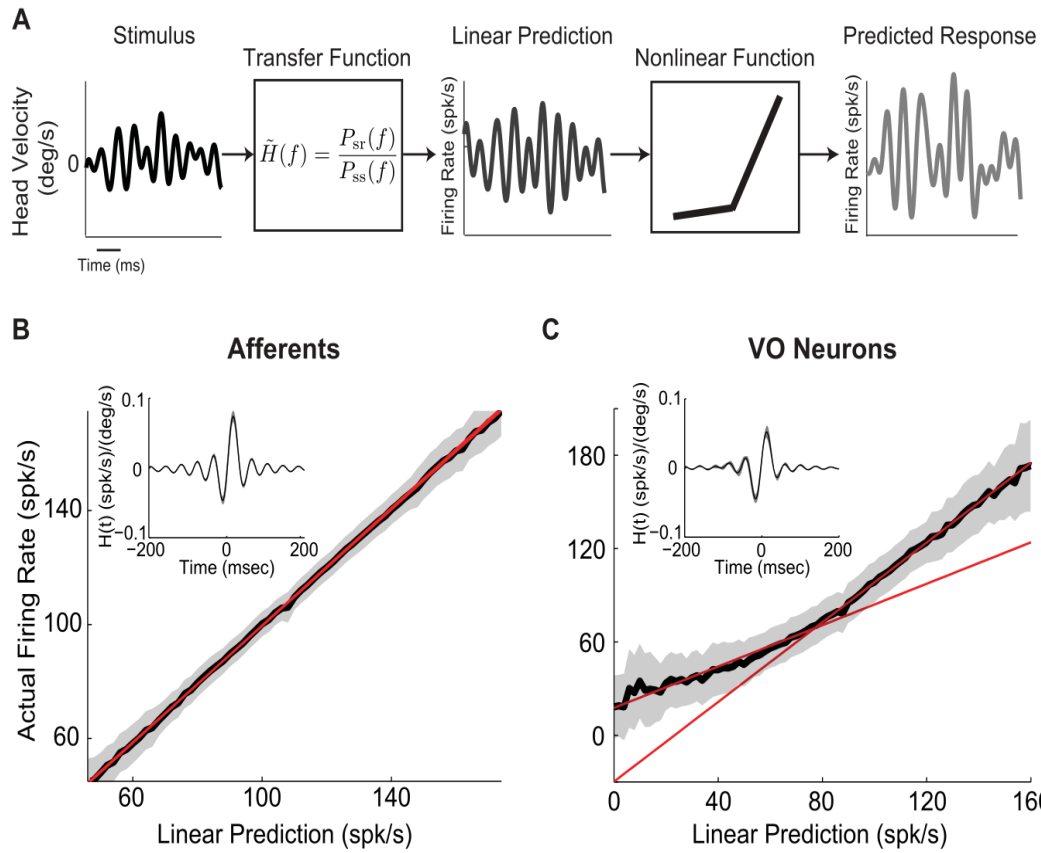 A
Stimulus
Transfer Function
Linear Prediction
Nonlinear Function
Predicted Response
Head Velocity
(deg/s)
0
Time (ms)
H̃(f) = P_sr(f) / P_ss(f)
Firing Rate (spk/s)
Firing Rate (spk/s)
B
Afferents
Actual Firing Rate (spk/s)
140
100
60
60 100 140
Linear Prediction (spk/s)
H(t) (spk/s)/(deg/s)
0.1
0
−0.1
−200 0 200
Time (msec)
C
VO Neurons
180
120
60
0
0 40 80 120 160
Linear Prediction (spk/s)
H(t) (spk/s)/(deg/s)
0.1
0
−0.1
−200 0 200
Time (msec)